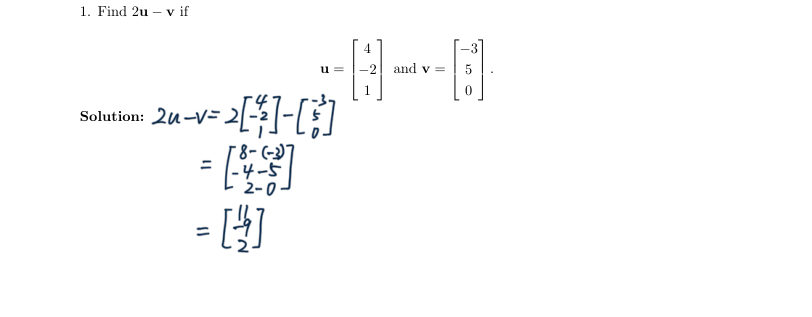 1. Find 2u − v if
u = [4 −2 1] and v = [−3 5 0].
Solution: 2u−v = 2[4 −2 1] − [−3 5 0]
= [8−(−3) −4−5 2−0]
= [11 −9 2]